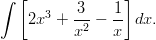 ∫ [2x³ + 3/x² − 1/x] dx.